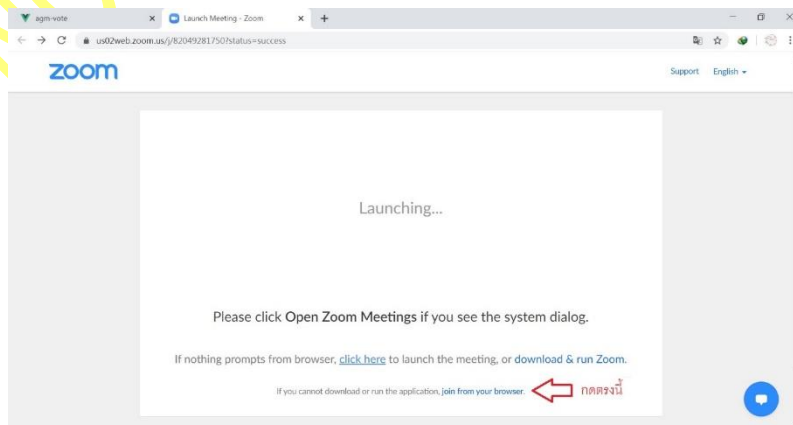 agm-vote
Launch Meeting - Zoom
us02web.zoom.us/j/82049281750?status=success
zoom
Support English
Launching...
Please click Open Zoom Meetings if you see the system dialog.
If nothing prompts from browser, click here to launch the meeting, or download & run Zoom.
If you cannot download or run the application, join from your browser.
กดตรงนี้